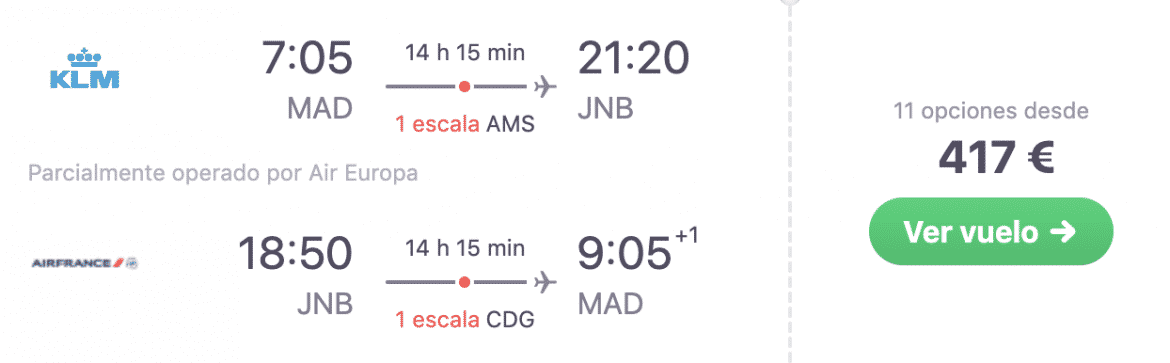 KLM
7:05 14 h 15 min 21:20
MAD JNB
1 escala AMS
Parcialmente operado por Air Europa
AIRFRANCE
18:50 14 h 15 min 9:05+1
JNB MAD
1 escala CDG
11 opciones desde
417 €
Ver vuelo →